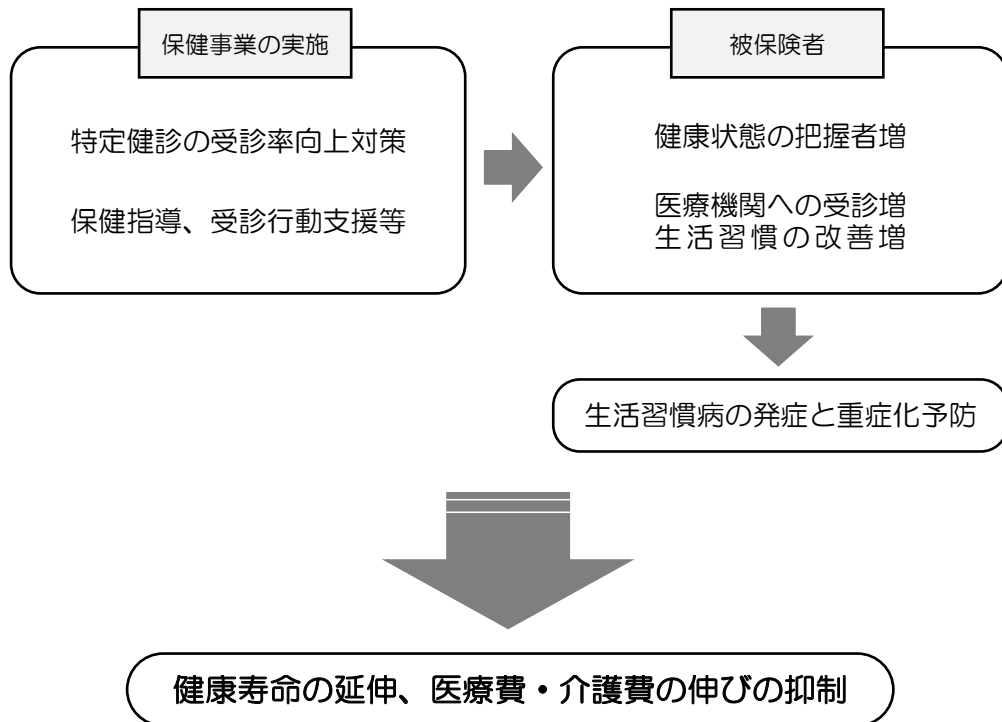 保健事業の実施
特定健診の受診率向上対策
保健指導、受診行動支援等
被保険者
健康状態の把握者増
医療機関への受診増
生活習慣の改善増
生活習慣病の発症と重症化予防
健康寿命の延伸、医療費・介護費の伸びの抑制